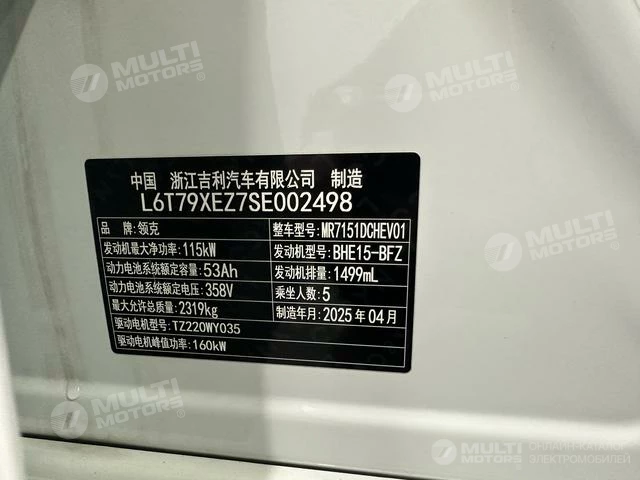 MULTI
MOTORS
MULTI
MOTORS
中国 浙江吉利汽车有限公司 制造
L6T79XEZ7SE002498
品牌:领克
整车型号:MR7151DCHEV01
发动机最大净功率:115kW
发动机型号:BHE15-BFZ
动力电池系统额定容量:53Ah
发动机排量:1499mL
动力电池系统额定电压:358V
乘坐人数:5
最大允许总质量:2319kg
制造年月:2025年04月
驱动电机型号:TZ220WY035
驱动电机峰值功率:160kW
MULTI
MOTORS
MULTI
MOTORS
MULTI
MOTORS
ОНЛАЙН-КАТАЛОГ
ЭЛЕКТРОМОБИЛЕЙ